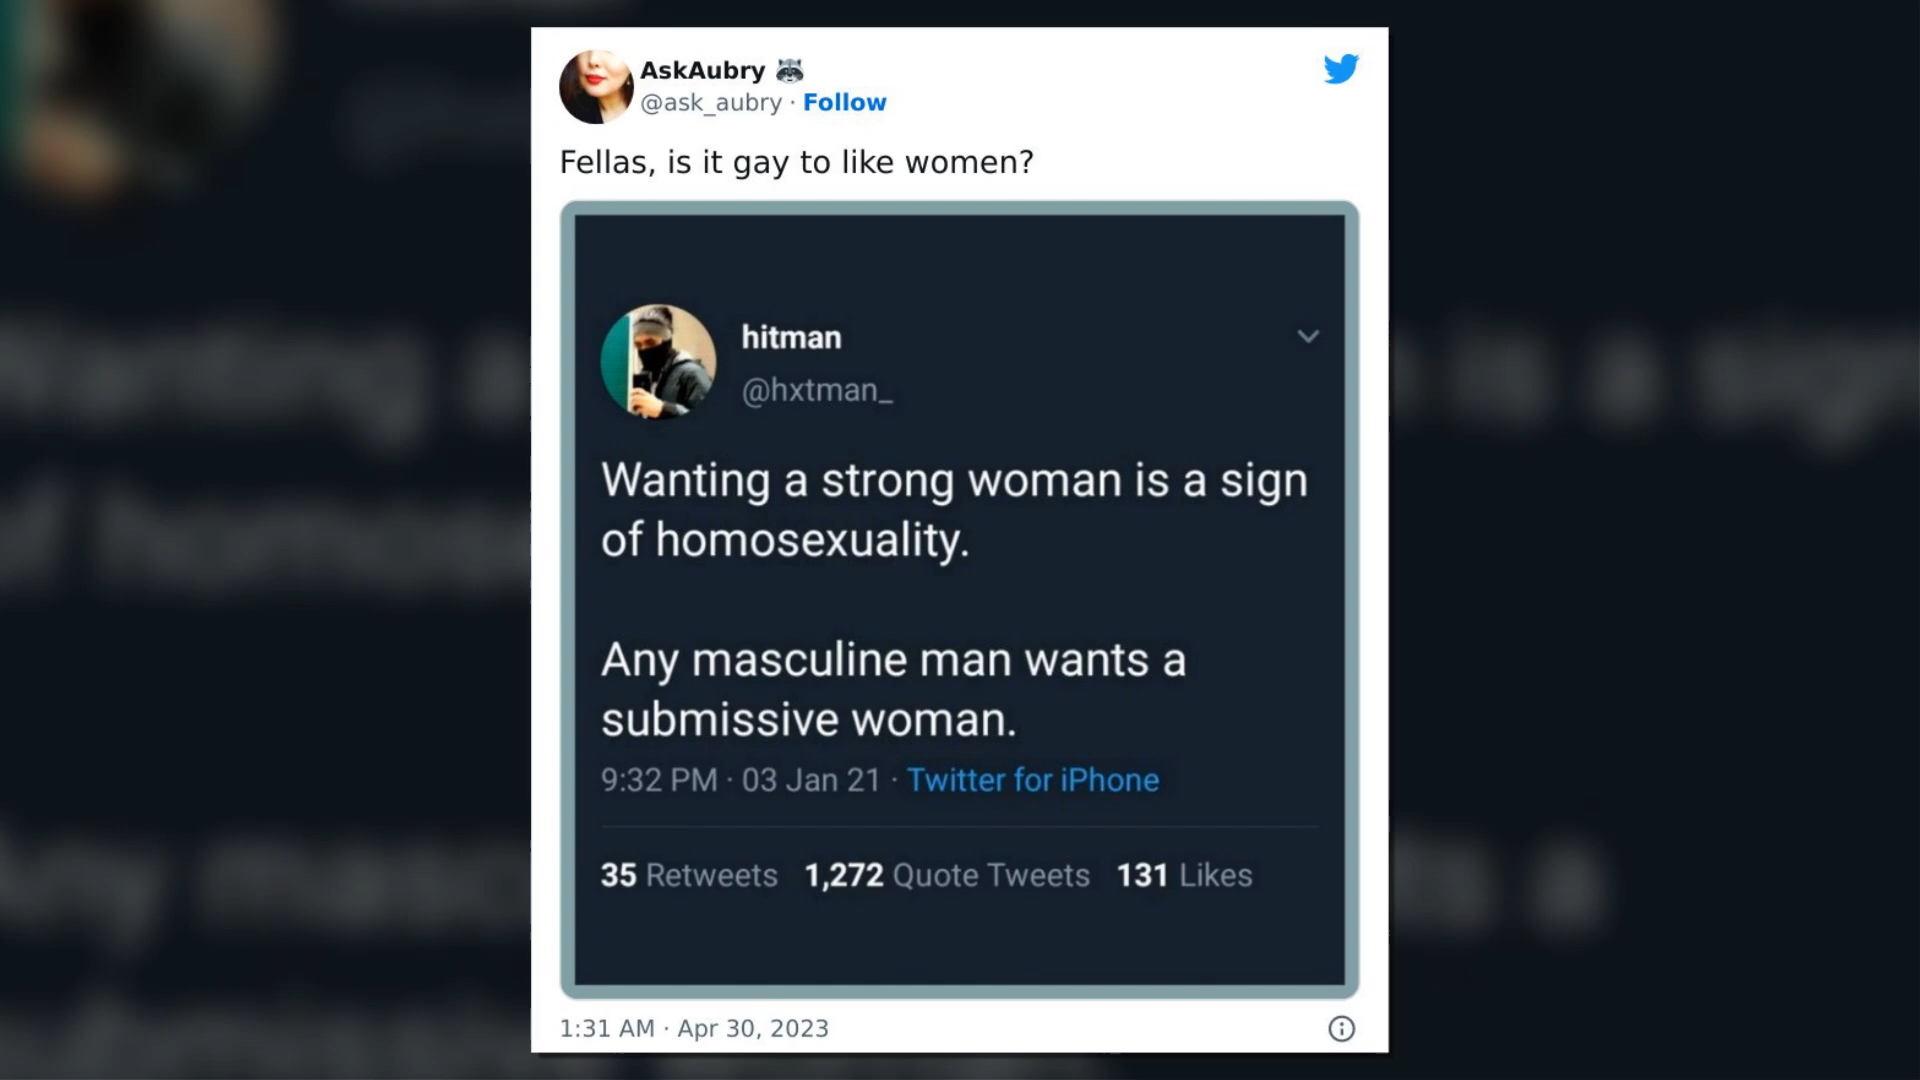 AskAubry 🦝
@ask_aubry · Follow
Fellas, is it gay to like women?
hitman
@hxtman_
Wanting a strong woman is a sign
of homosexuality.
Any masculine man wants a
submissive woman.
9:32 PM · 03 Jan 21 · Twitter for iPhone
35 Retweets 1,272 Quote Tweets 131 Likes
1:31 AM · Apr 30, 2023